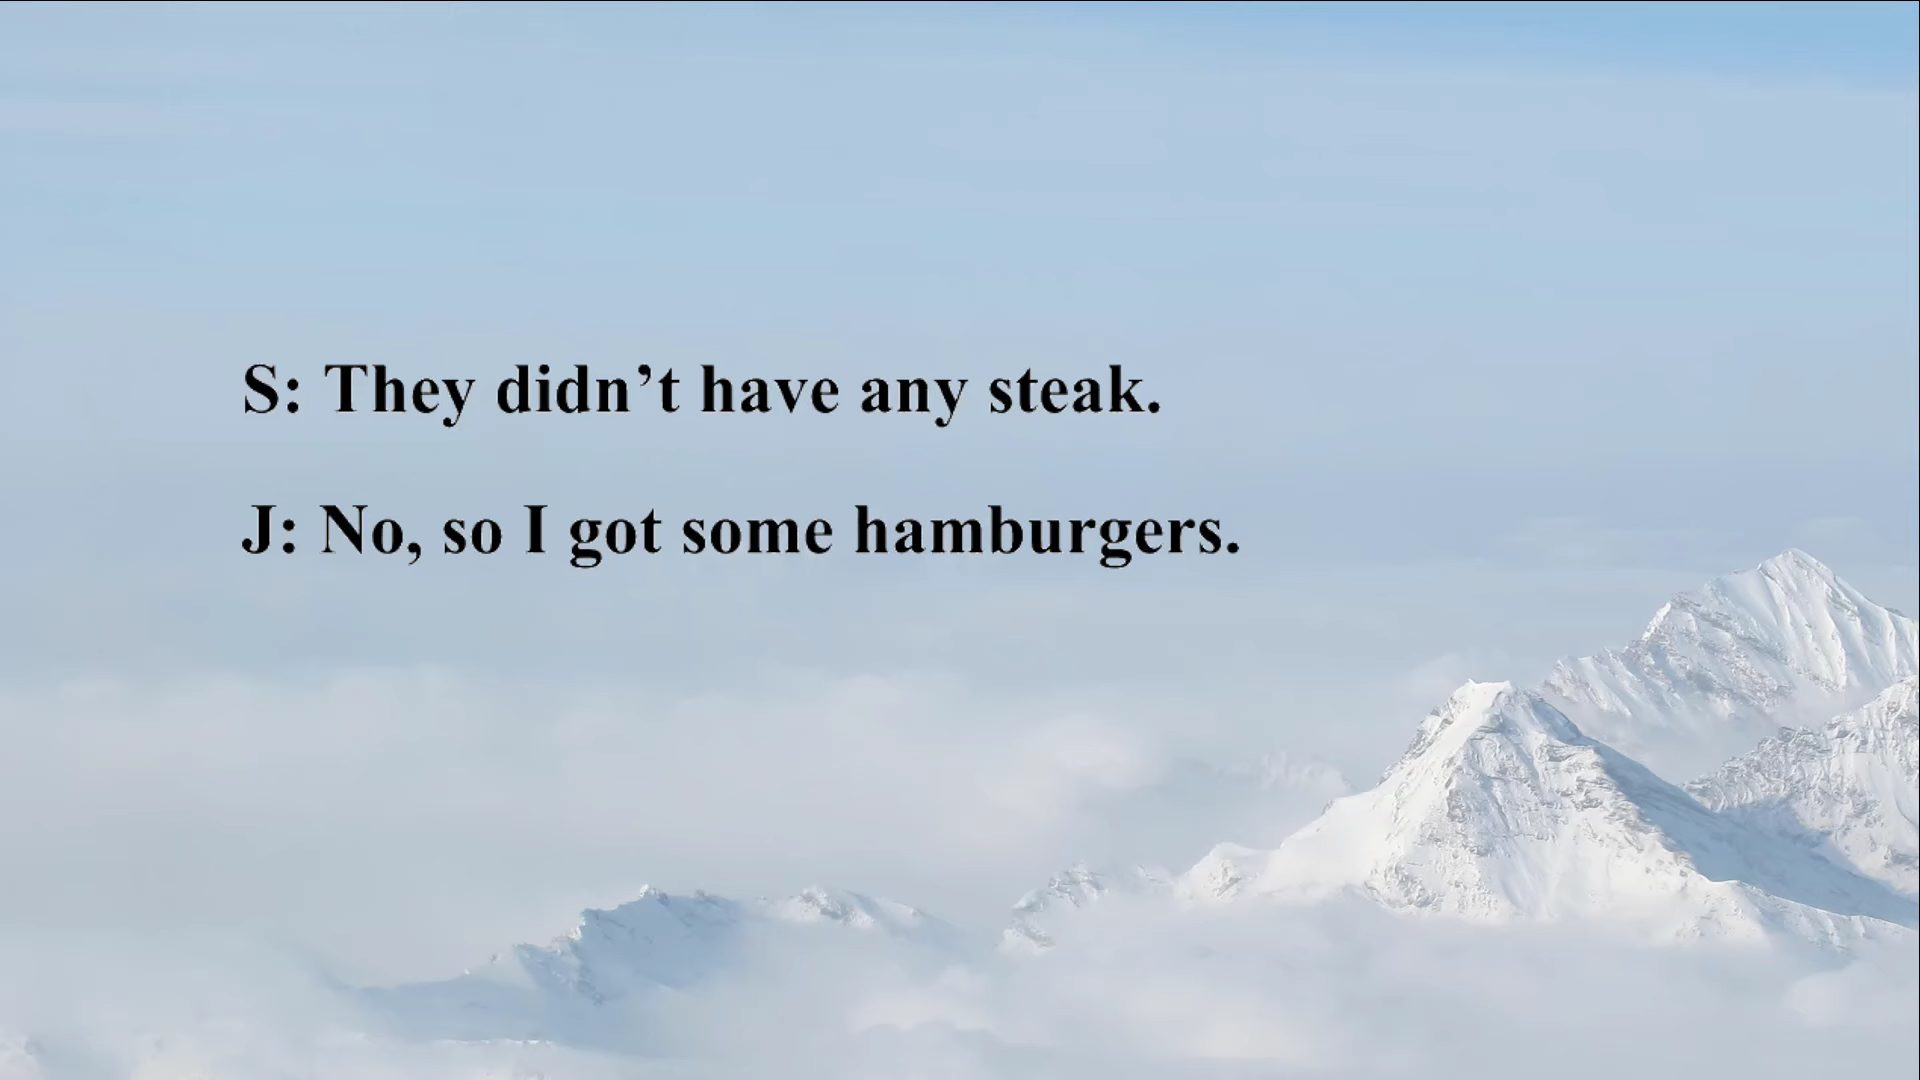 S: They didn’t have any steak.
J: No, so I got some hamburgers.